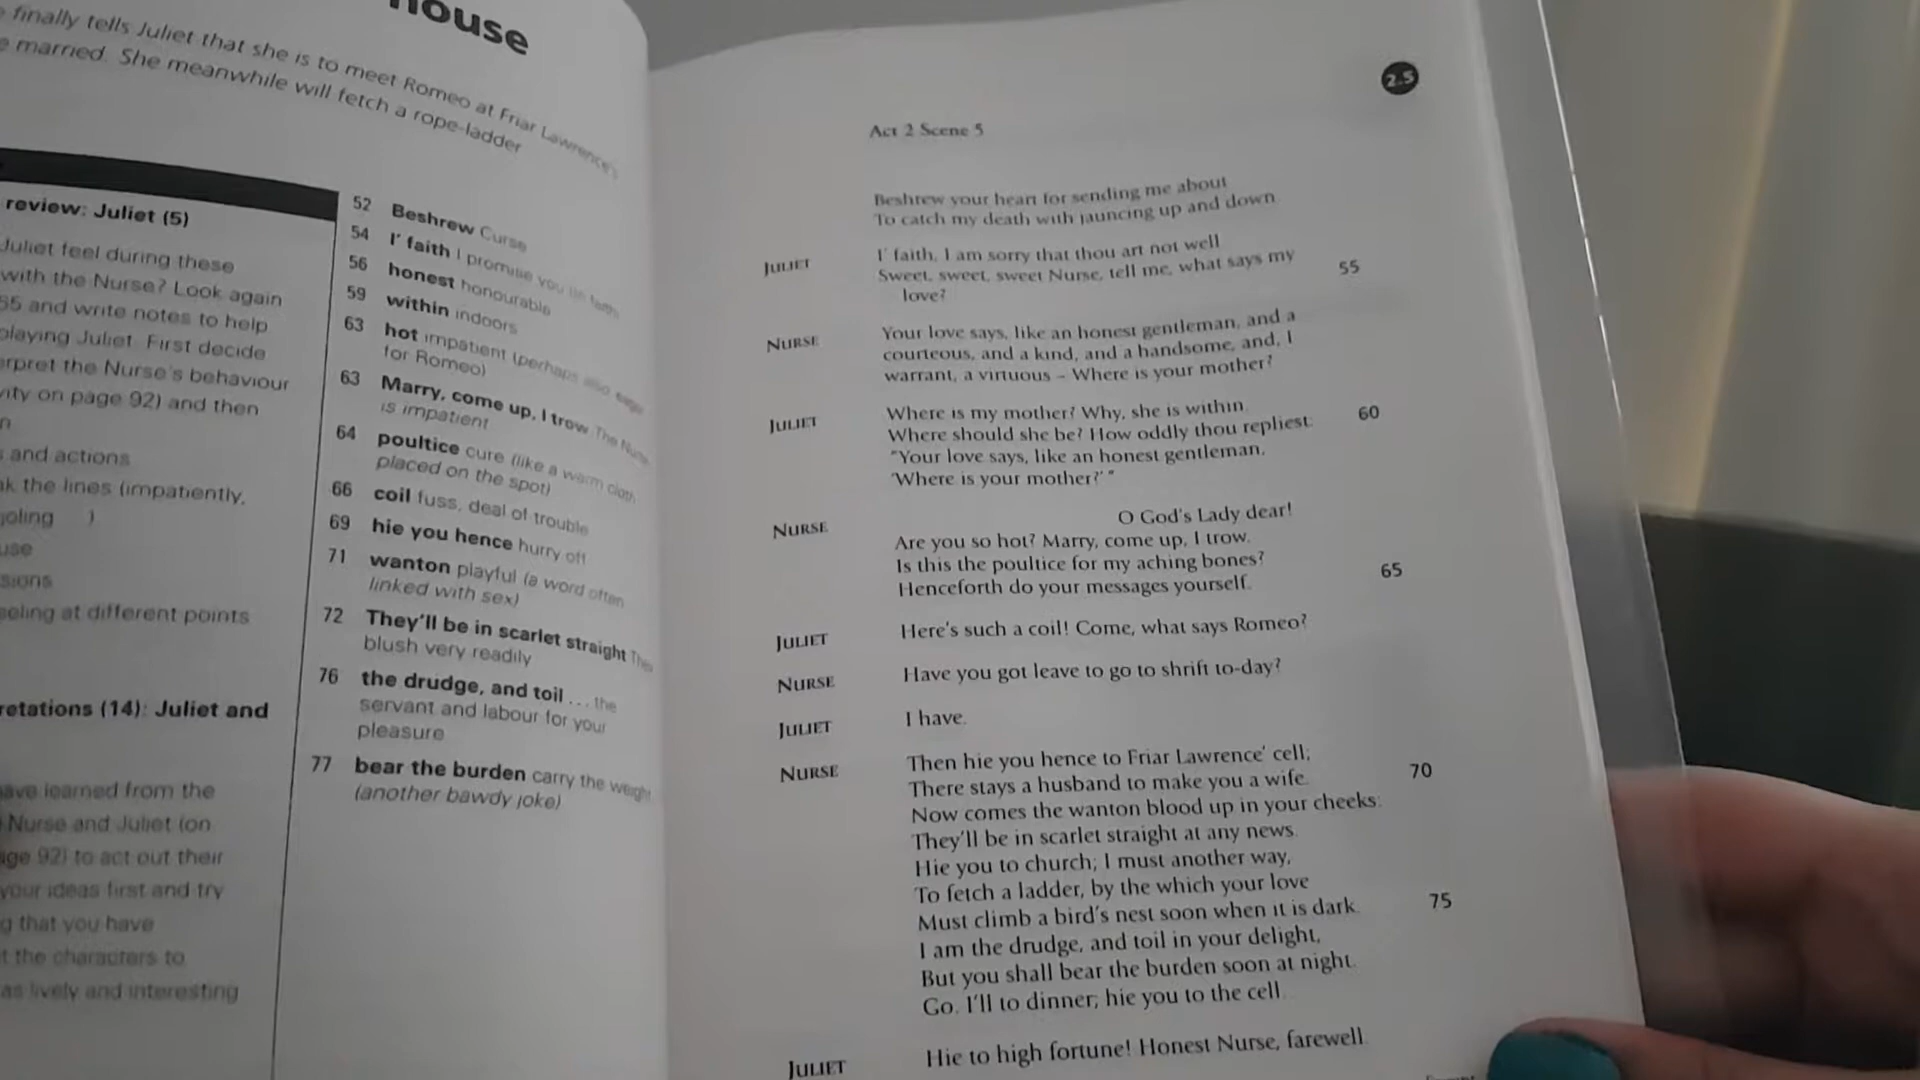 house
finally tells Juliet that she is to meet Romeo at Friar Lawrence's
married. She meanwhile will fetch a rope-ladder
review: Juliet (5)
Juliet feel during these
with the Nurse? Look again
55 and write notes to help
playing Juliet. First decide
the Nurse's behaviour
on page 92) and then
and actions
the lines (impatiently,
)
at different points
Juliet and
learned from the
Nurse and Juliet (on
92) to act out their
your ideas first and try
that you have
the characters to
as lively and interesting
52 Beshrew Curse
54 I' faith I promise you
56 honest honourable
59 within indoors
63 hot impatient (perhaps also
for Romeo)
63 Marry, come up, I trow The Nurse
is impatient
64 poultice cure (like a warm cloth
placed on the spot)
66 coil fuss, deal of trouble
69 hie you hence hurry off
71 wanton playful (a word often
linked with sex)
72 They'll be in scarlet straight They
blush very readily
76 the drudge, and toil ... the
servant and labour for your
pleasure
77 bear the burden carry the weight
(another bawdy joke)
2.5
Act 2 Scene 5
Beshrew your heart for sending me about
To catch my death with jauncing up and down
JULIET I' faith, I am sorry that thou art not well
Sweet, sweet, sweet Nurse, tell me, what says my 55
love?
NURSE Your love says, like an honest gentleman, and a
courteous, and a kind, and a handsome, and, I
warrant, a virtuous – Where is your mother?
JULIET Where is my mother? Why, she is within.
Where should she be? How oddly thou repliest: 60
"Your love says, like an honest gentleman,
'Where is your mother?' "
NURSE O God's Lady dear!
Are you so hot? Marry, come up, I trow.
Is this the poultice for my aching bones?
Henceforth do your messages yourself. 65
JULIET Here's such a coil! Come, what says Romeo?
NURSE Have you got leave to go to shrift to-day?
JULIET I have.
NURSE Then hie you hence to Friar Lawrence' cell;
There stays a husband to make you a wife. 70
Now comes the wanton blood up in your cheeks:
They'll be in scarlet straight at any news.
Hie you to church; I must another way,
To fetch a ladder, by the which your love
Must climb a bird's nest soon when it is dark. 75
I am the drudge, and toil in your delight,
But you shall bear the burden soon at night.
Go. I'll to dinner; hie you to the cell.
JULIET Hie to high fortune! Honest Nurse, farewell.